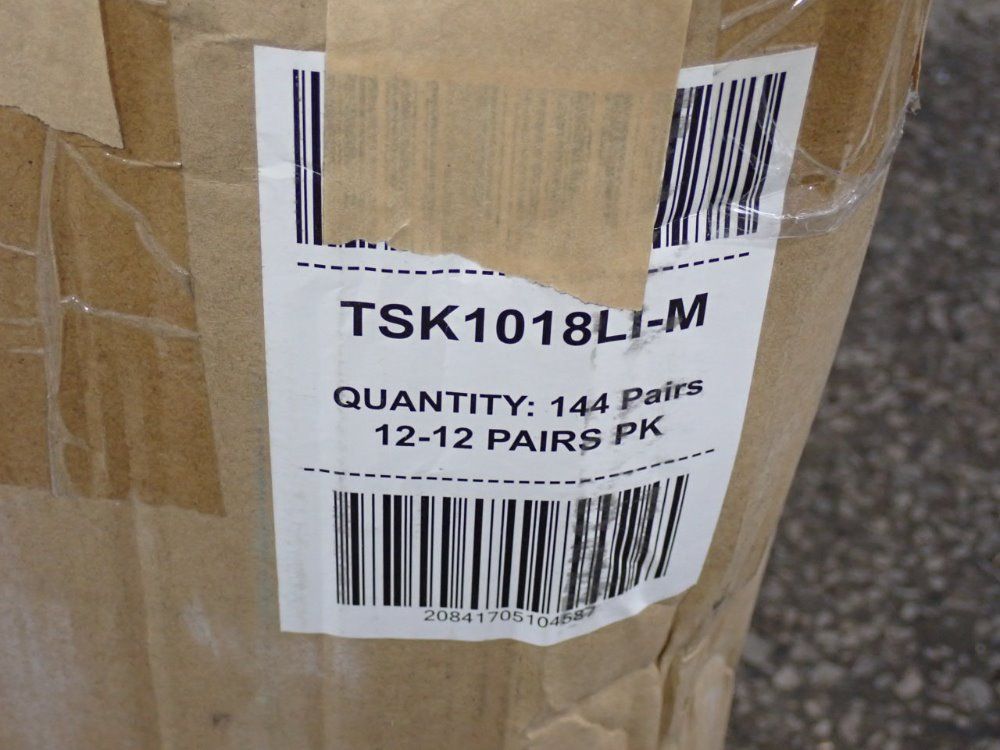 TSK1018LI-M
QUANTITY: 144 Pairs
12-12 PAIRS PK
20841705104587